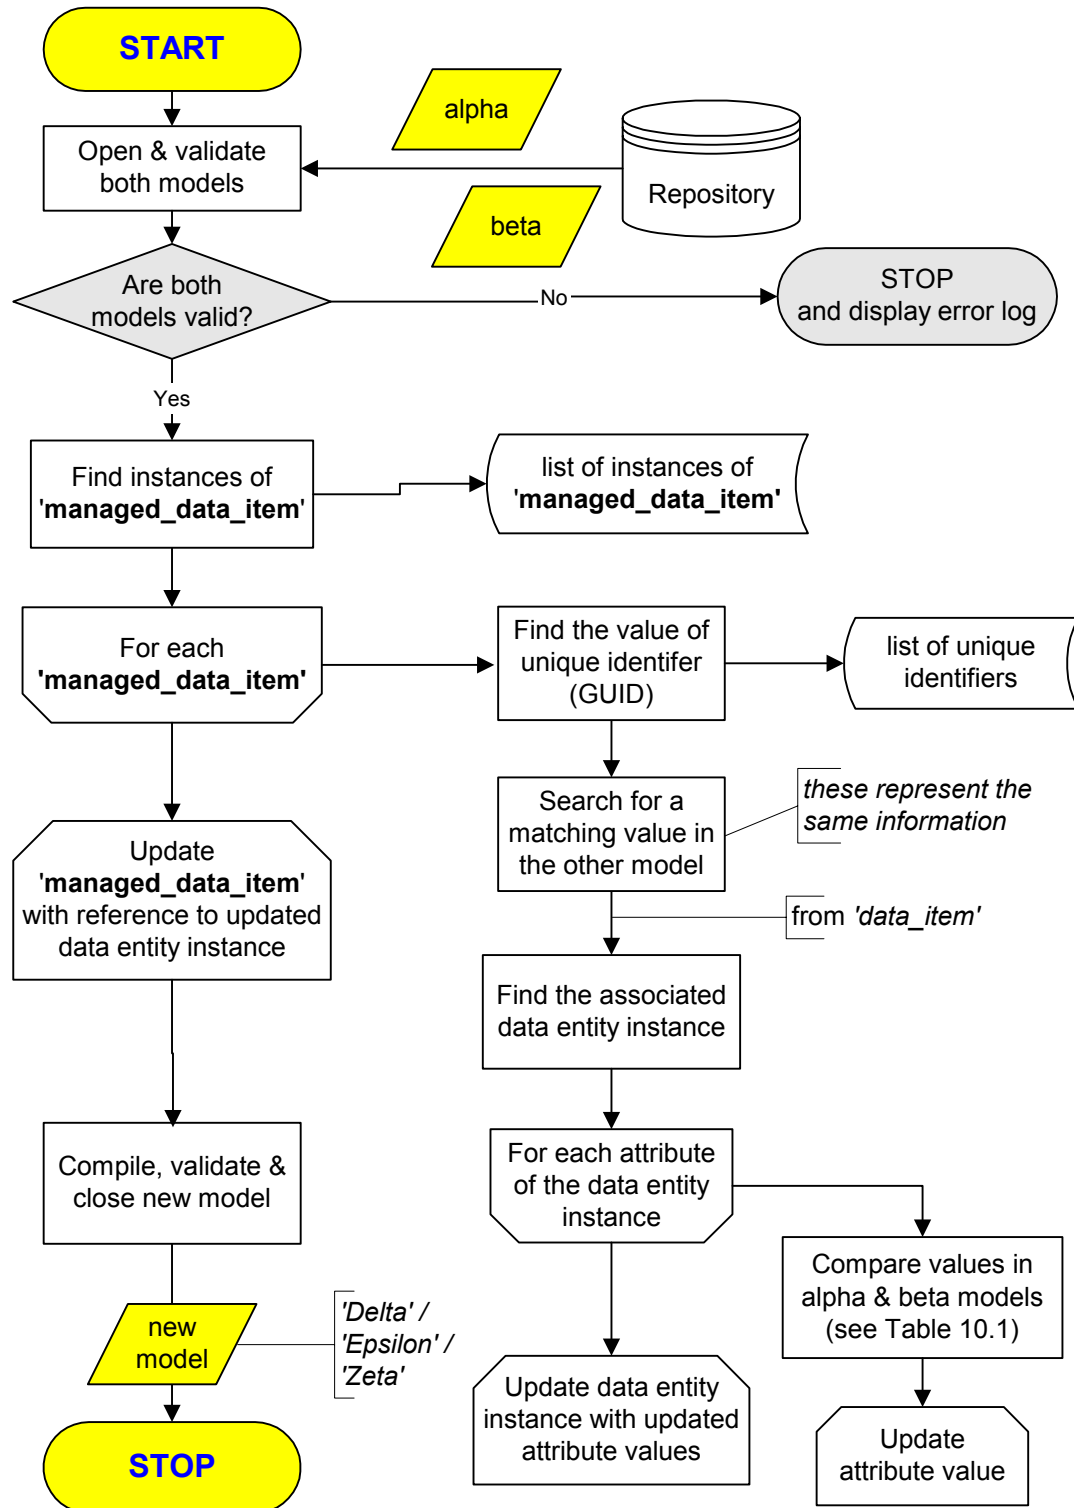 START
alpha
Open & validate
both models
Repository
beta
Are both
models valid?
No
STOP
and display error log
Yes
Find instances of
'managed_data_item'
list of instances of
'managed_data_item'
For each
'managed_data_item'
Find the value of
unique identifer
(GUID)
list of unique
identifiers
Search for a
matching value in
the other model
these represent the
same information
Update
'managed_data_item'
with reference to updated
data entity instance
from 'data_item'
Find the associated
data entity instance
Compile, validate &
close new model
For each attribute
of the data entity
instance
Compare values in
alpha & beta models
(see Table 10.1)
new
model
'Delta' /
'Epsilon' /
'Zeta'
Update data entity
instance with updated
attribute values
Update
attribute value
STOP